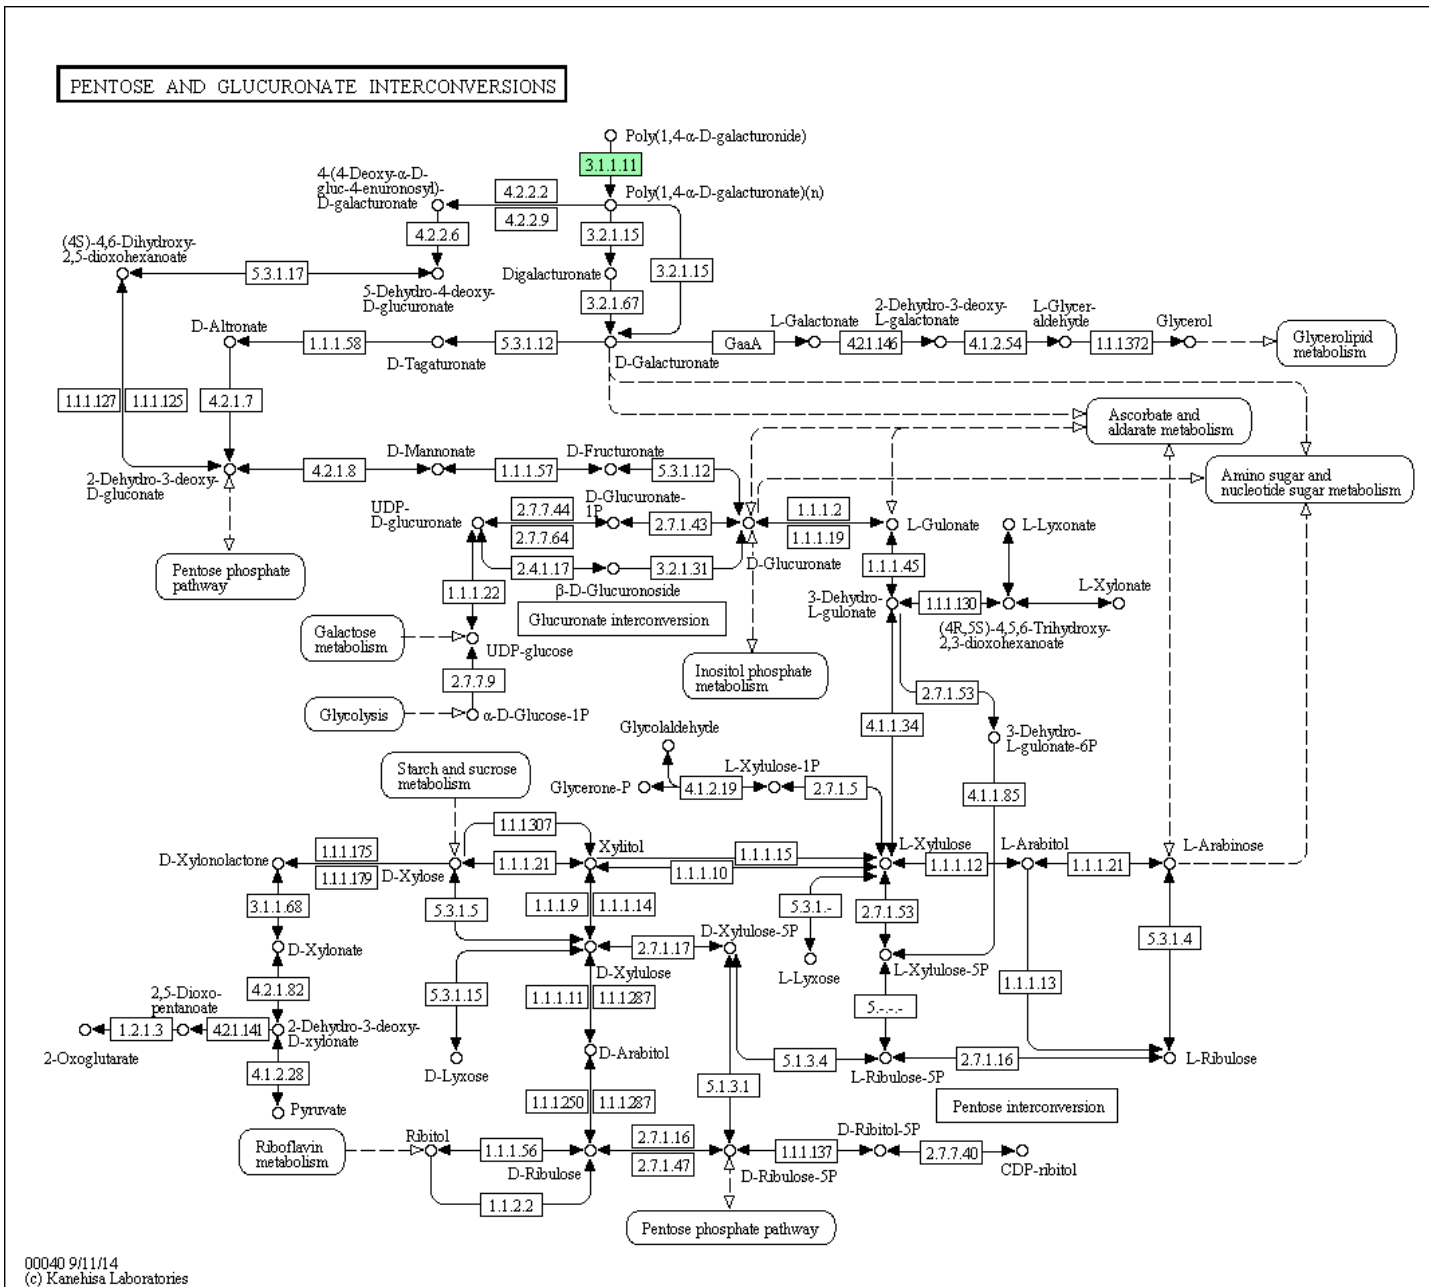 PENTOSE AND GLUCURONATE INTERCONVERSIONS
Poly(1,4-α-D-galacturonide)
3.1.1.11
4-(4-Deoxy-α-D-
gluc-4-enuronosyl)-
D-galacturonate
4.2.2.2
Poly(1,4-α-D-galacturonate)(n)
4.2.2.9
4.2.2.6
3.2.1.15
(4S)-4,6-Dihydroxy-
2,5-dioxohexanoate
5.3.1.17
Digalacturonate
3.2.1.15
5-Dehydro-4-deoxy-
D-glucuronate
3.2.1.67
D-Altronate
1.1.1.58
D-Tagaturonate
5.3.1.12
D-Galacturonate
GaaA
L-Galactonate
4.2.1.146
2-Dehydro-3-deoxy-
L-galactonate
4.1.2.54
L-Glycer-
aldehyde
1.1.1.372
Glycerol
Glycerolipid
metabolism
1.1.1.127
1.1.1.125
4.2.1.7
Ascorbate and
aldarate metabolism
2-Dehydro-3-deoxy-
D-gluconate
4.2.1.8
D-Mannonate
1.1.1.57
D-Fructuronate
5.3.1.12
Amino sugar and
nucleotide sugar metabolism
UDP-
D-glucuronate
2.7.7.44
2.7.7.64
D-Glucuronate-
1P
2.7.1.43
1.1.1.2
1.1.1.19
L-Gulonate
L-Lyxonate
D-Glucuronate
Pentose phosphate
pathway
2.4.1.17
3.2.1.31
β-D-Glucuronoside
1.1.1.45
1.1.1.22
3-Dehydro-
L-gulonate
1.1.1.130
L-Xylonate
(4R,5S)-4,5,6-Trihydroxy-
2,3-dioxohexanoate
Glucuronate interconversion
Galactose
metabolism
UDP-glucose
Inositol phosphate
metabolism
2.7.7.9
2.7.1.53
Glycolysis
α-D-Glucose-1P
4.1.1.34
3-Dehydro-
L-gulonate-6P
Glycolaldehyde
Starch and sucrose
metabolism
Glycerone-P
4.1.2.19
L-Xylulose-1P
2.7.1.5
4.1.1.85
1.1.1.307
D-Xylonolactone
1.1.1.175
1.1.1.179
D-Xylose
1.1.1.21
Xylitol
1.1.1.15
1.1.1.10
L-Xylulose
1.1.1.12
L-Arabitol
1.1.1.21
L-Arabinose
3.1.1.68
5.3.1.5
1.1.1.9
1.1.1.14
5.3.1.-
2.7.1.53
D-Xylonate
D-Xylulose
2.7.1.17
D-Xylulose-5P
L-Lyxose
L-Xylulose-5P
5.3.1.4
4.2.1.82
5.3.1.15
1.1.1.11
1.1.1.287
1.1.1.13
5.-.-.-
2,5-Dioxo-
pentanoate
1.2.1.3
4.2.1.141
2-Dehydro-3-deoxy-
D-xylonate
2-Oxoglutarate
D-Lyxose
D-Arabitol
5.1.3.4
L-Ribulose-5P
2.7.1.16
L-Ribulose
4.1.2.28
Pyruvate
1.1.1.250
1.1.1.287
5.1.3.1
Pentose interconversion
Riboflavin
metabolism
Ribitol
1.1.1.56
D-Ribulose
2.7.1.16
2.7.1.47
D-Ribulose-5P
1.1.1.137
D-Ribitol-5P
2.7.7.40
CDP-ribitol
1.1.2.2
Pentose phosphate pathway
00040 9/11/14
(c) Kanehisa Laboratories